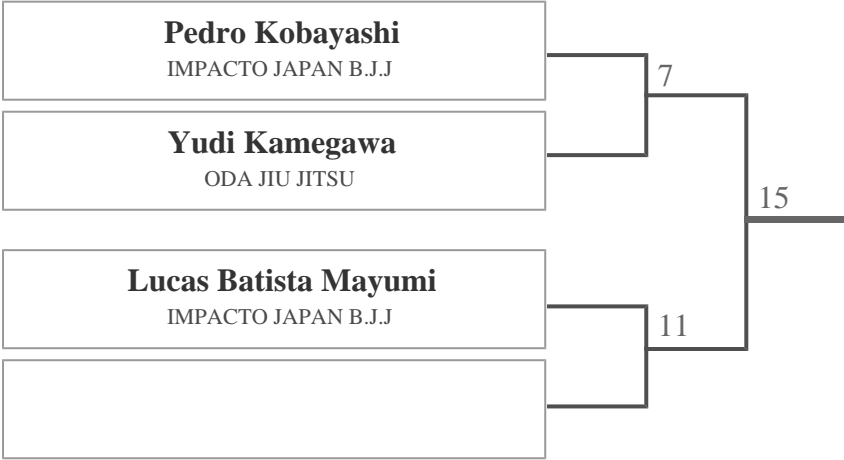 Pedro Kobayashi
IMPACTO JAPAN B.J.J
7
Yudi Kamegawa
ODA JIU JITSU
15
Lucas Batista Mayumi
IMPACTO JAPAN B.J.J
11